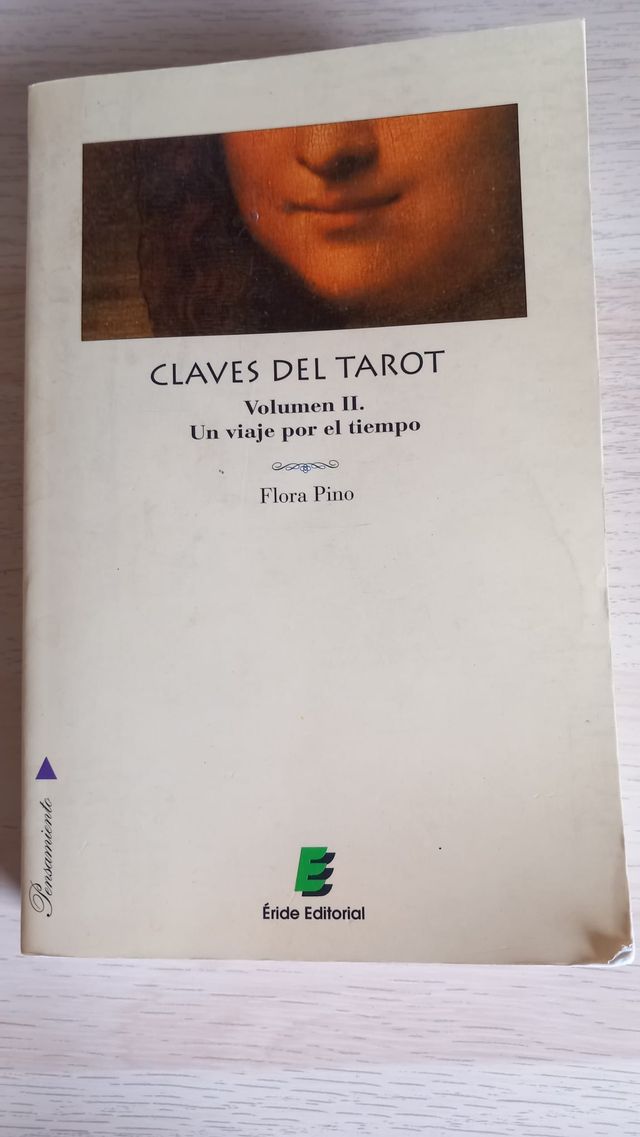 CLAVES DEL TAROT
Volumen II.
Un viaje por el tiempo
Flora Pino
Pensamiento
Éride Editorial